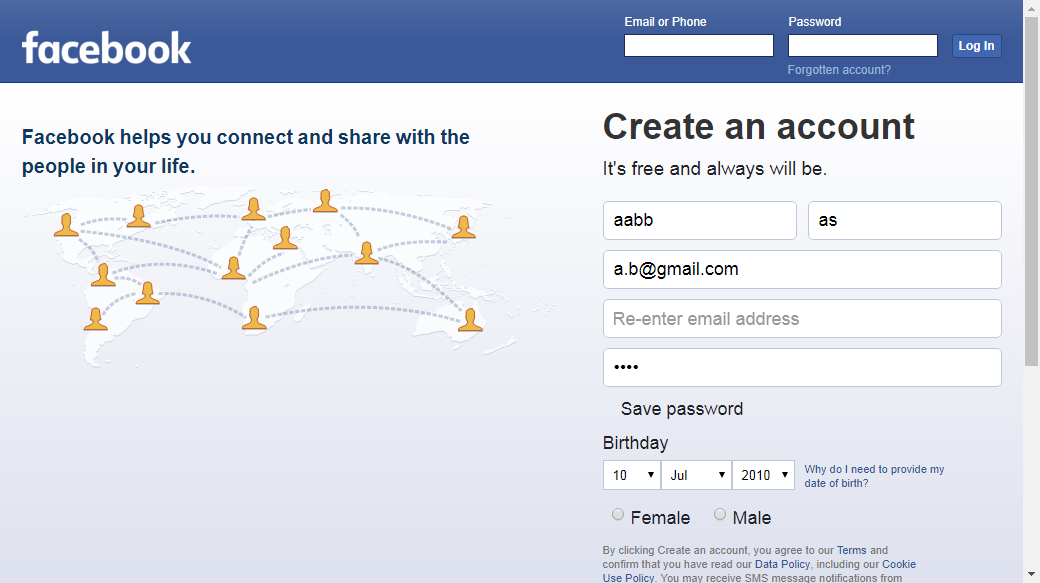 facebook
Email or Phone
Password
Log In
Forgotten account?
Facebook helps you connect and share with the
people in your life.
Create an account
It's free and always will be.
aabb
as
a.b@gmail.com
Re-enter email address
••••
Save password
Birthday
10
Jul
2010
Why do I need to provide my
date of birth?
Female
Male
By clicking Create an account, you agree to our Terms and
confirm that you have read our Data Policy, including our Cookie
Use Policy. You may receive SMS message notifications from